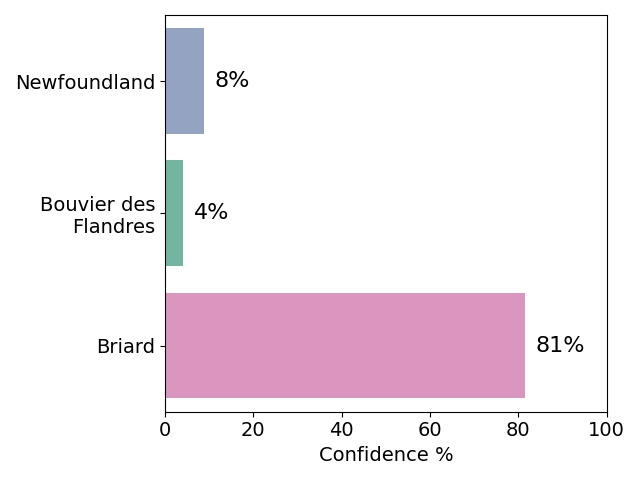 Newfoundland
8%
Bouvier des
Flandres
4%
Briard
81%
0 20 40 60 80 100
Confidence %